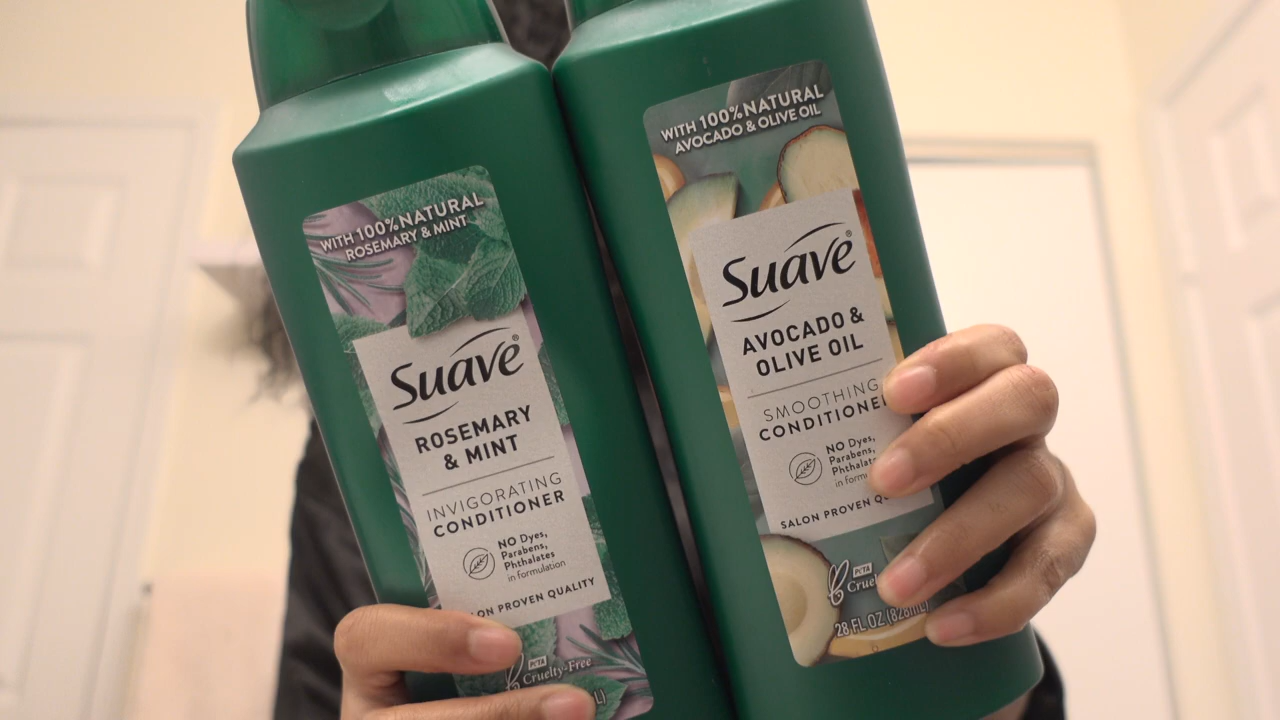 WITH 100% NATURAL
ROSEMARY & MINT
Suave®
ROSEMARY
& MINT
INVIGORATING
CONDITIONER
NO Dyes,
Parabens,
Phthalates
in formulation
PROVEN QUALITY
PETA
Cruelty-Free
WITH 100% NATURAL
AVOCADO & OLIVE OIL
Suave®
AVOCADO &
OLIVE OIL
SMOOTHING
CONDITIONER
NO Dyes,
Parabens,
Phthalates
in
SALON PROVEN
PETA
28 FL OZ (828mL)